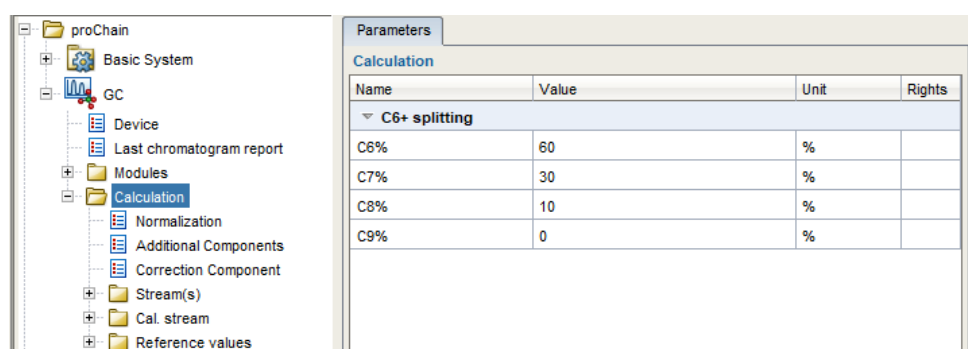 proChain
Basic System
GC
Device
Last chromatogram report
Modules
Calculation
Normalization
Additional Components
Correction Component
Stream(s)
Cal. stream
Reference values
Parameters
Calculation
Name Value Unit Rights
C6+ splitting
C6% 60 %
C7% 30 %
C8% 10 %
C9% 0 %